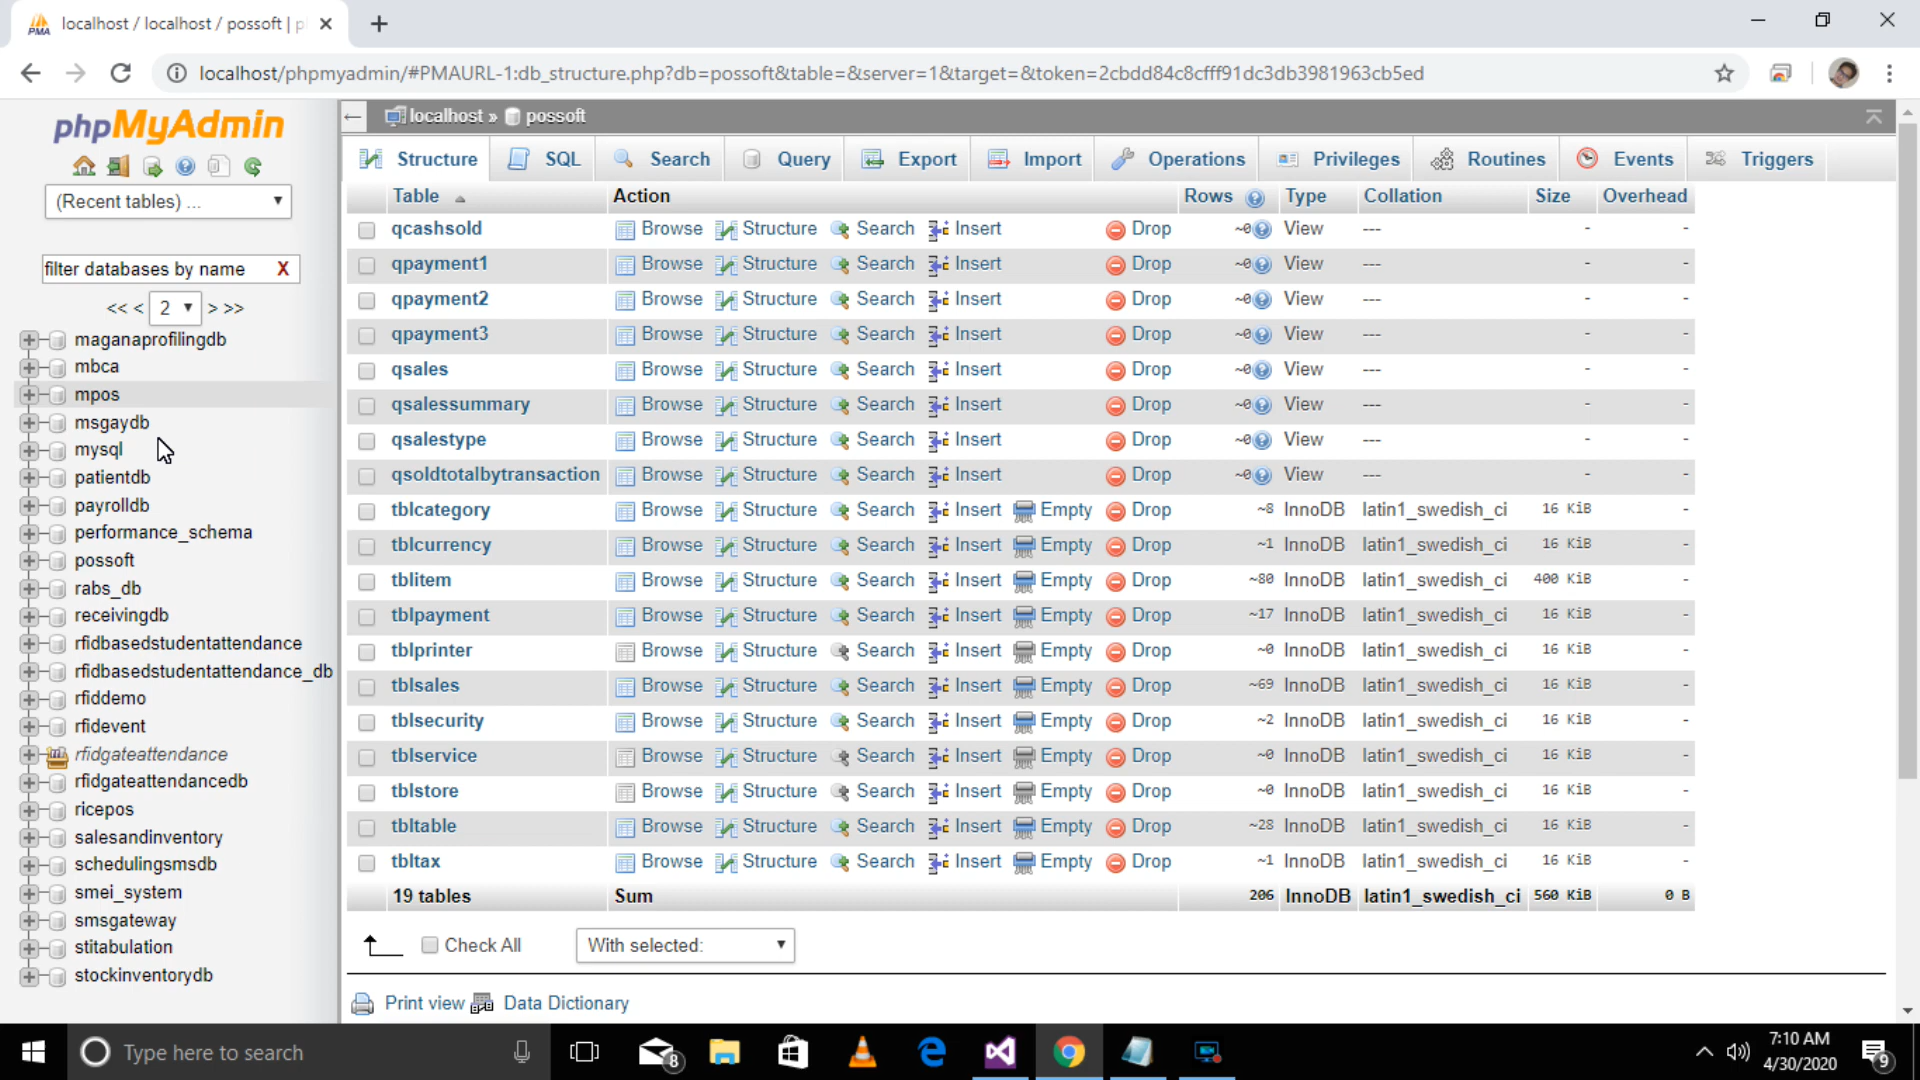 localhost / localhost / possoft | p
localhost/phpmyadmin/#PMAURL-1:db_structure.php?db=possoft&table=&server=1&target=&token=2cbdd84c8cfff91dc3db3981963cb5ed
phpMyAdmin
(Recent tables) ...
filter databases by name X
<< < 2 > >>
maganaprofilingdb
mbca
mpos
msgaydb
mysql
patientdb
payrolldb
performance_schema
possoft
rabs_db
receivingdb
rfidbasedstudentattendance
rfidbasedstudentattendance_db
rfiddemo
rfidevent
rfidgateattendance
rfidgateattendancedb
ricepos
salesandinventory
schedulingsmsdb
smei_system
smsgateway
stitabulation
stockinventorydb
localhost » possoft
Structure SQL Search Query Export Import Operations Privileges Routines Events Triggers
Table Action Rows Type Collation Size Overhead
qcashsold Browse Structure Search Insert Drop ~0 View --- - -
qpayment1 Browse Structure Search Insert Drop ~0 View --- - -
qpayment2 Browse Structure Search Insert Drop ~0 View --- - -
qpayment3 Browse Structure Search Insert Drop ~0 View --- - -
qsales Browse Structure Search Insert Drop ~0 View --- - -
qsalessummary Browse Structure Search Insert Drop ~0 View --- - -
qsalestype Browse Structure Search Insert Drop ~0 View --- - -
qsoldtotalbytransaction Browse Structure Search Insert Drop ~0 View --- - -
tblcategory Browse Structure Search Insert Empty Drop ~8 InnoDB latin1_swedish_ci 16 KiB -
tblcurrency Browse Structure Search Insert Empty Drop ~1 InnoDB latin1_swedish_ci 16 KiB -
tblitem Browse Structure Search Insert Empty Drop ~80 InnoDB latin1_swedish_ci 400 KiB -
tblpayment Browse Structure Search Insert Empty Drop ~17 InnoDB latin1_swedish_ci 16 KiB -
tblprinter Browse Structure Search Insert Empty Drop ~0 InnoDB latin1_swedish_ci 16 KiB -
tblsales Browse Structure Search Insert Empty Drop ~69 InnoDB latin1_swedish_ci 16 KiB -
tblsecurity Browse Structure Search Insert Empty Drop ~2 InnoDB latin1_swedish_ci 16 KiB -
tblservice Browse Structure Search Insert Empty Drop ~0 InnoDB latin1_swedish_ci 16 KiB -
tblstore Browse Structure Search Insert Empty Drop ~0 InnoDB latin1_swedish_ci 16 KiB -
tbltable Browse Structure Search Insert Empty Drop ~28 InnoDB latin1_swedish_ci 16 KiB -
tbltax Browse Structure Search Insert Empty Drop ~1 InnoDB latin1_swedish_ci 16 KiB -
19 tables Sum 206 InnoDB latin1_swedish_ci 560 KiB 0 B
Check All With selected:
Print view Data Dictionary
Type here to search
8
7:10 AM
4/30/2020
9